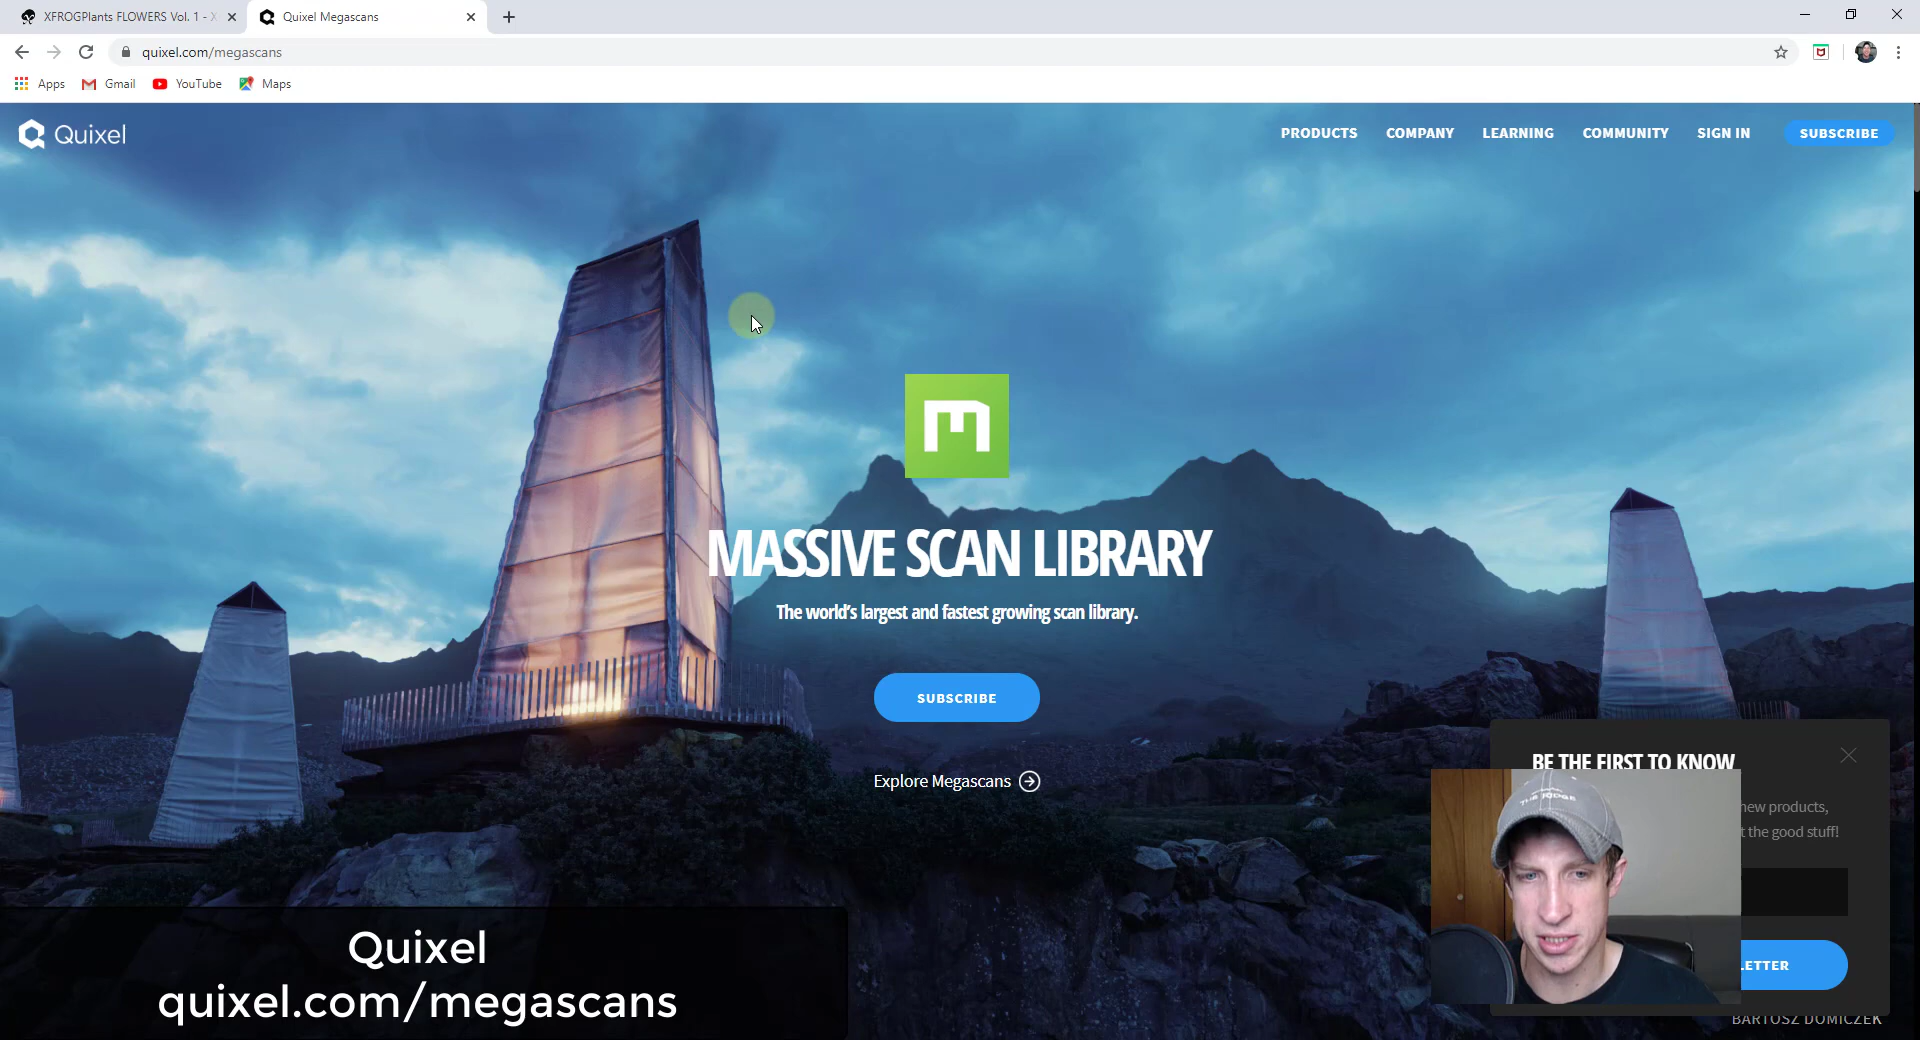 XFROGPlants FLOWERS Vol. 1 - X
Quixel Megascans
quixel.com/megascans
Apps
Gmail
YouTube
Maps
Quixel
PRODUCTS
COMPANY
LEARNING
COMMUNITY
SIGN IN
SUBSCRIBE
MASSIVE SCAN LIBRARY
The world's largest and fastest growing scan library.
SUBSCRIBE
Explore Megascans
BE THE FIRST TO KNOW
new products,
the good stuff!
THE JUDGE
LETTER
BARTOSZ DOMICZEK
Quixel
quixel.com/megascans